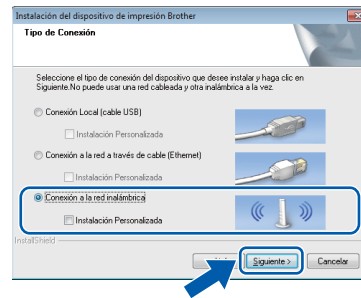 Instalación del dispositivo de impresión Brother
Tipo de Conexión
Seleccione el tipo de conexión del dispositivo que desee instalar y haga clic en
Siguiente.No puede usar una red cableada y otra inalámbrica a la vez.
Conexión Local (cable USB)
Instalación Personalizada
Conexión a la red a través de cable (Ethernet)
Instalación Personalizada
Conexión a la red inalámbrica
Instalación Personalizada
InstallShield
Siguiente >
Cancelar